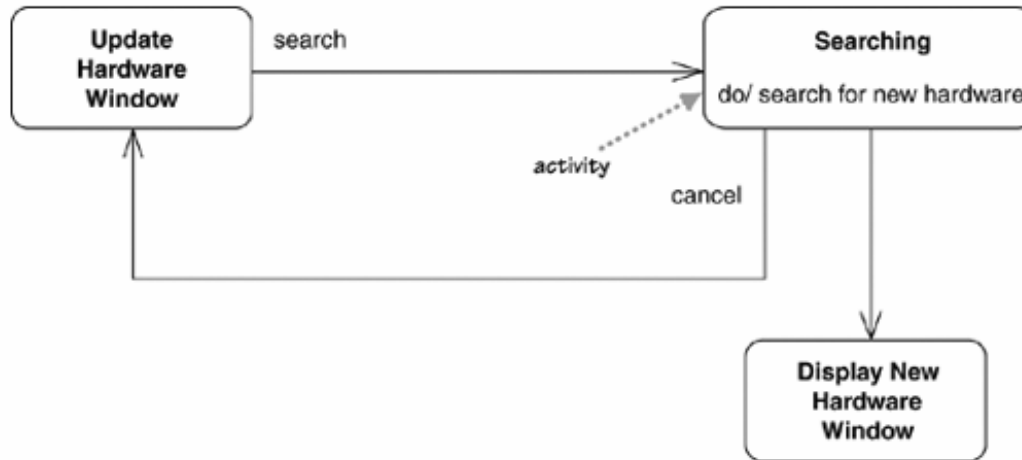 Update
Hardware
Window
search
Searching
do/ search for new hardware
activity
cancel
Display New
Hardware
Window